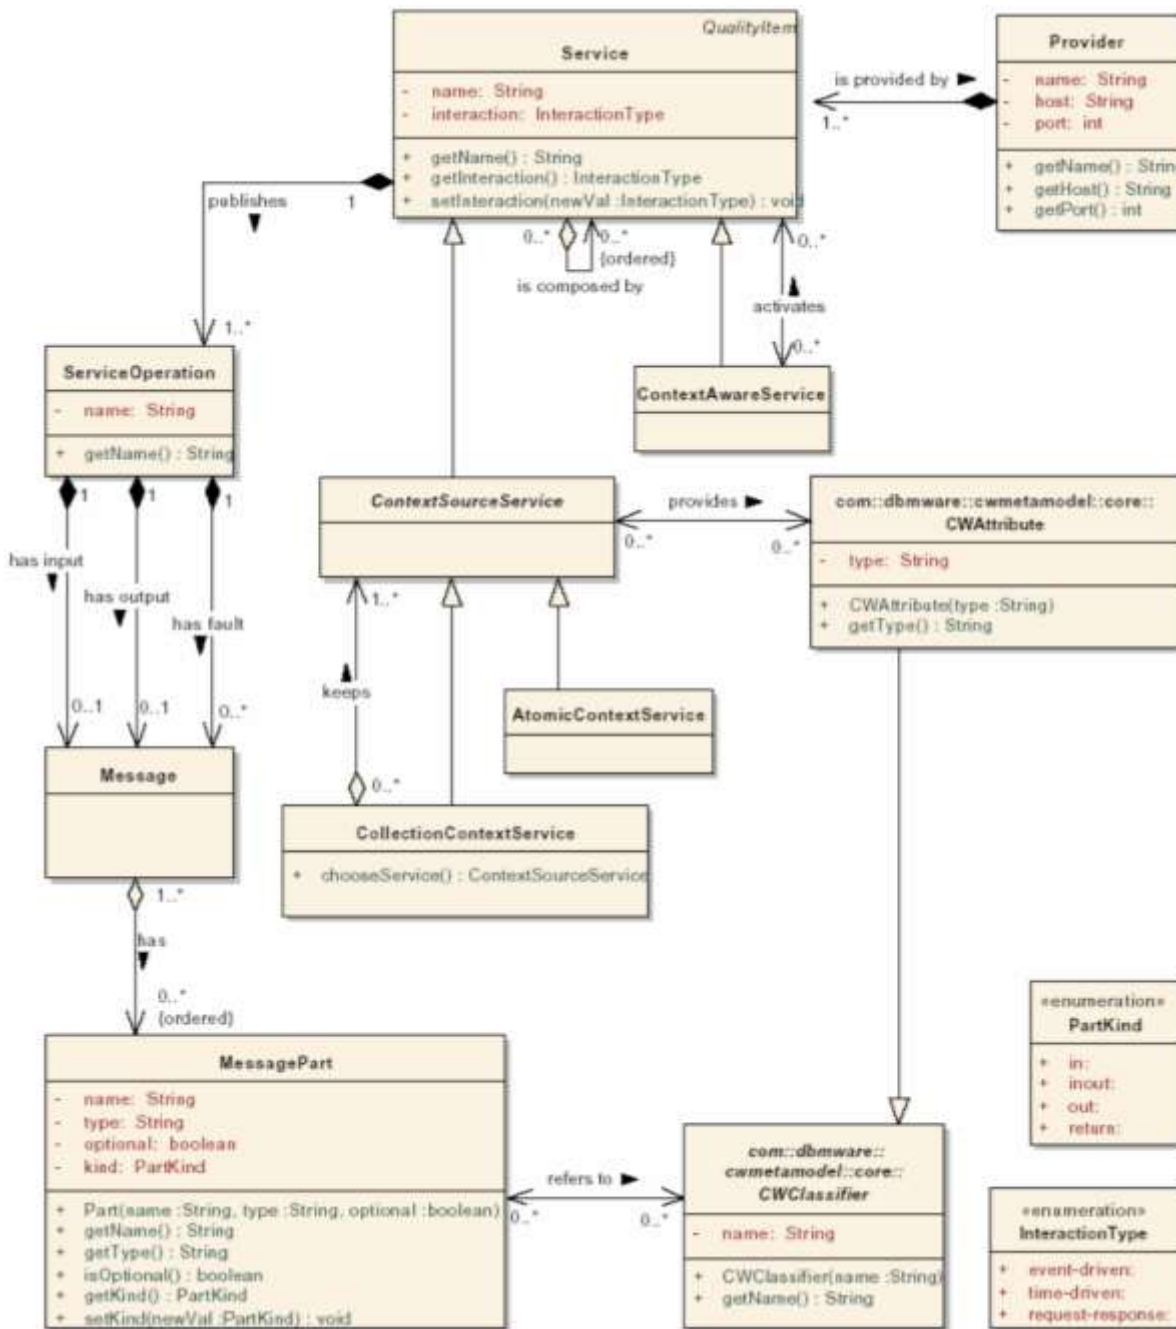 QualityItem
Service
- name: String
- interaction: InteractionType
+ getName() : String
+ getInteraction() : InteractionType
+ setInteraction(newVal :InteractionType) : void
Provider
- name: String
- host: String
- port: int
+ getName() : Strin
+ getHost() : String
+ getPort() : int
is provided by
1..*
publishes
1
1..*
0..*
0..*
{ordered}
is composed by
0..*
activates
0..*
ServiceOperation
- name: String
+ getName() : String
ContextAwareService
1
1
1
has input
has output
has fault
0..1
0..1
0..*
ContextSourceService
provides
0..*
0..*
com::dbmware::cwmetamodel::core::
CWAttribute
- type: String
+ CWAttribute(type :String)
+ getType() : String
1..*
keeps
0..*
AtomicContextService
Message
CollectionContextService
+ chooseService() : ContextSourceService
1..*
has
0..*
{ordered}
MessagePart
- name: String
- type: String
- optional: boolean
- kind: PartKind
+ Part(name :String, type :String, optional :boolean)
+ getName() : String
+ getType() : String
+ isOptional() : boolean
+ getKind() : PartKind
+ setKind(newVal :PartKind) : void
refers to
0..*
0..*
com::dbmware::
cwmetamodel::core::
CWClassifier
- name: String
+ CWClassifier(name :String)
+ getName() : String
«enumeration»
PartKind
+ in:
+ inout:
+ out:
+ return:
«enumeration»
InteractionType
+ event-driven:
+ time-driven:
+ request-response: